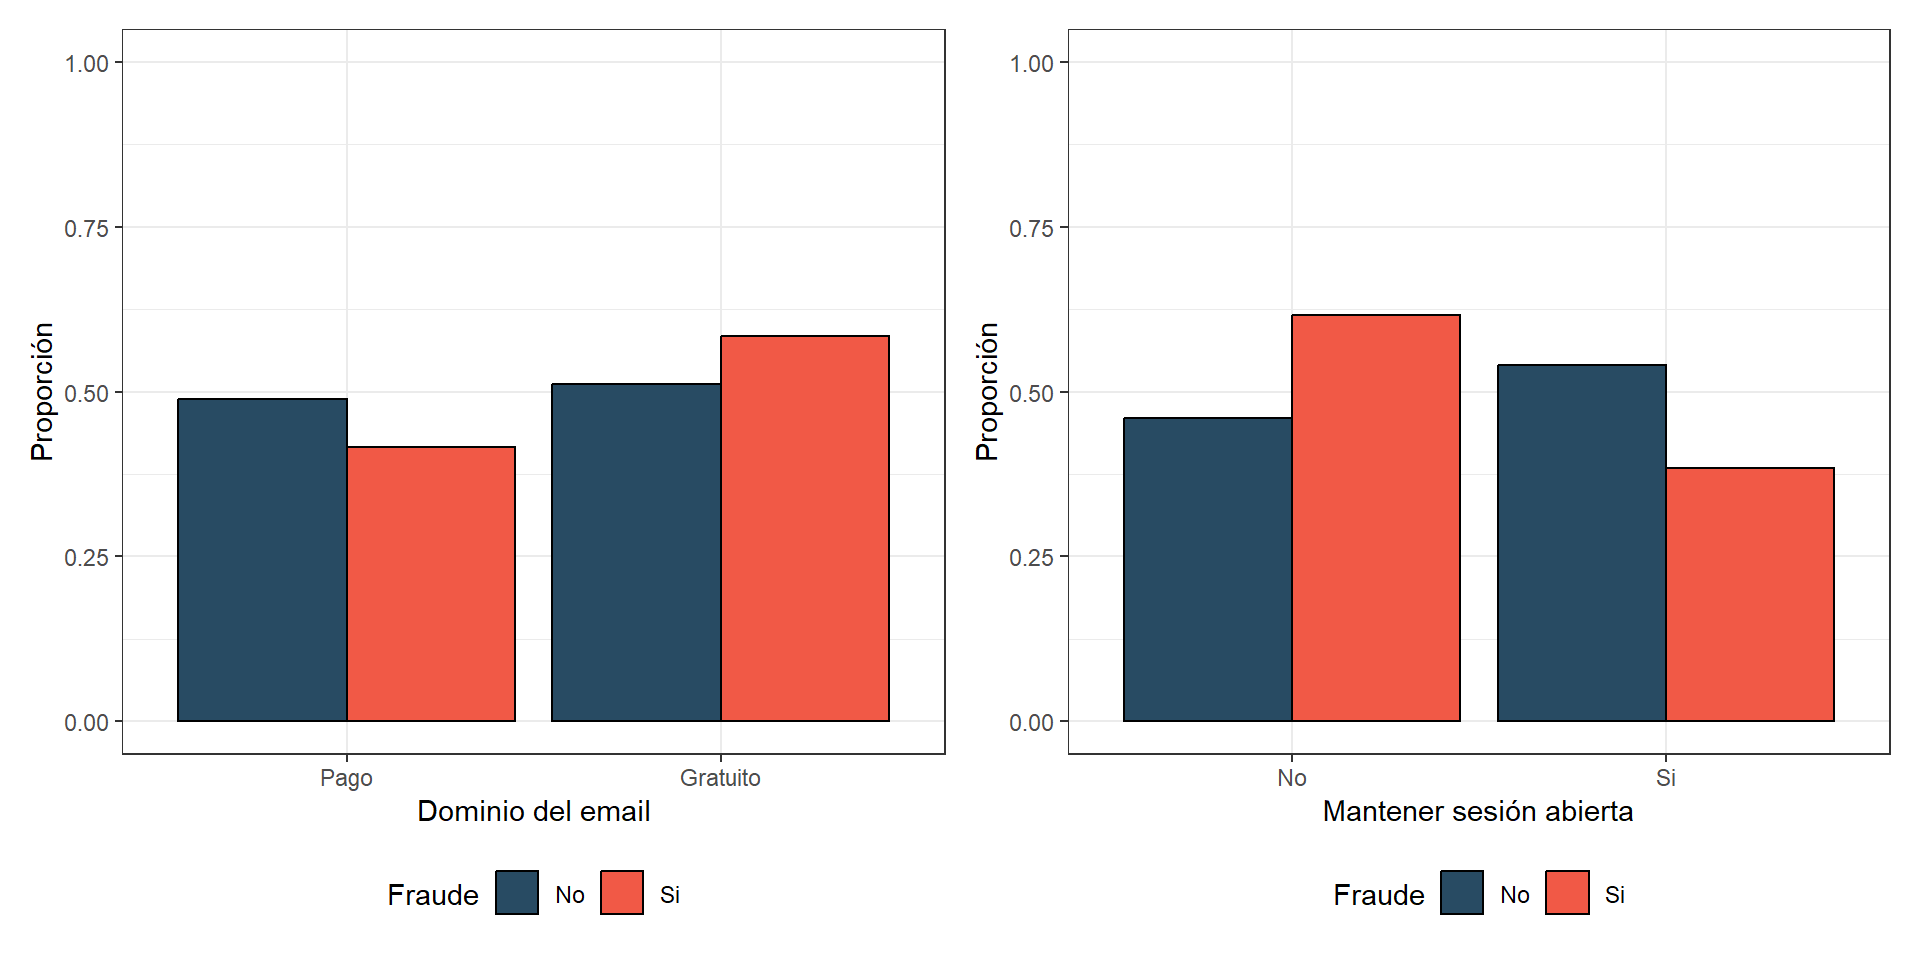 Proporción
1.00
0.75
0.50
0.25
0.00
Pago Gratuito
Dominio del email
Fraude No Si
Proporción
1.00
0.75
0.50
0.25
0.00
No Si
Mantener sesión abierta
Fraude No Si